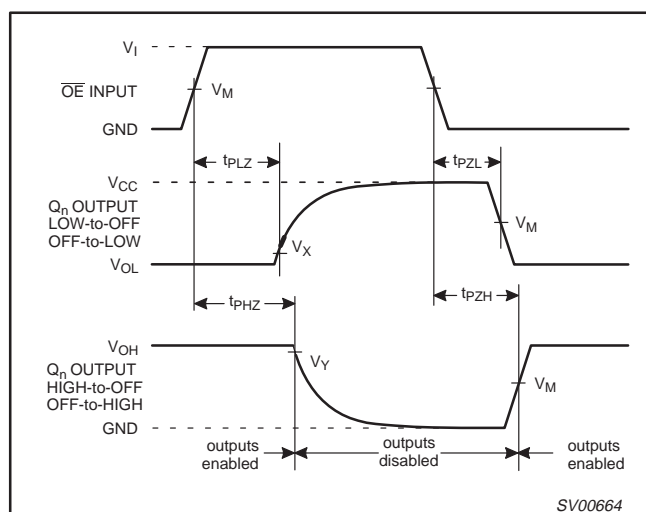 V_I
OE INPUT
V_M
GND
t_PLZ
t_PZL
V_CC
Q_n OUTPUT
LOW-to-OFF
OFF-to-LOW
V_M
V_X
V_OL
t_PHZ
t_PZH
V_OH
V_Y
Q_n OUTPUT
HIGH-to-OFF
OFF-to-HIGH
V_M
GND
outputs
enabled
outputs
disabled
outputs
enabled
SV00664